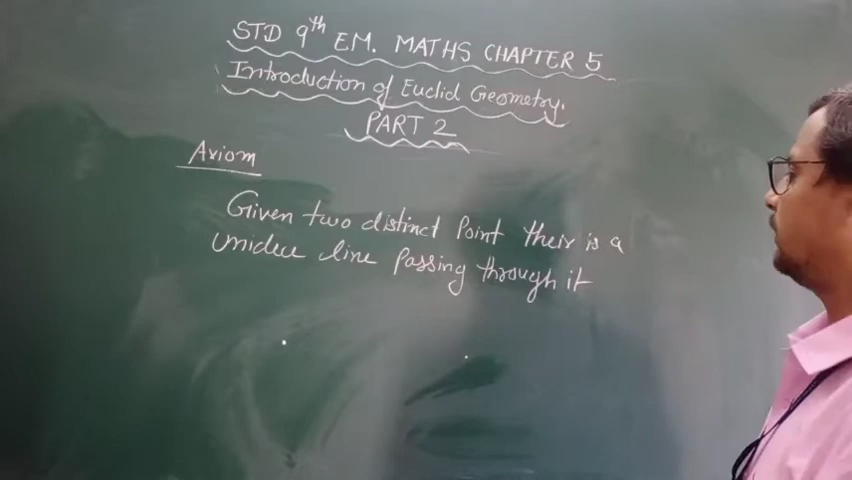 STD 9th EM. MATHS CHAPTER 5
Introduction of Euclid Geometry.
PART 2
Axiom
Given two distinct Point their is a
unidue line passing through it